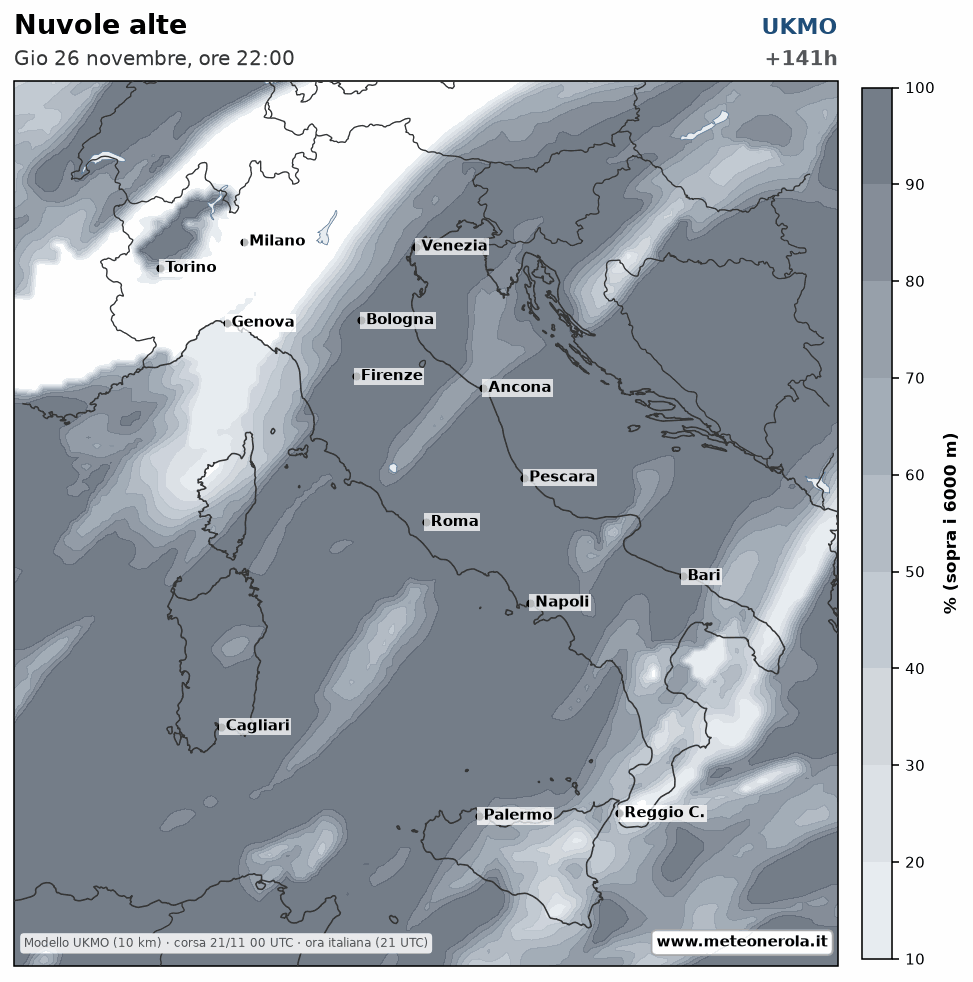 Nuvole alte
UKMO
Gio 26 novembre, ore 22:00
+141h
100
90
80
70
60
50
40
30
20
10
% (sopra i 6000 m)
Milano
Venezia
Torino
Genova
Bologna
Firenze
Ancona
Pescara
Roma
Bari
Napoli
Cagliari
Palermo
Reggio C.
Modello UKMO (10 km) · corsa 21/11 00 UTC · ora italiana (21 UTC)
www.meteonerola.it